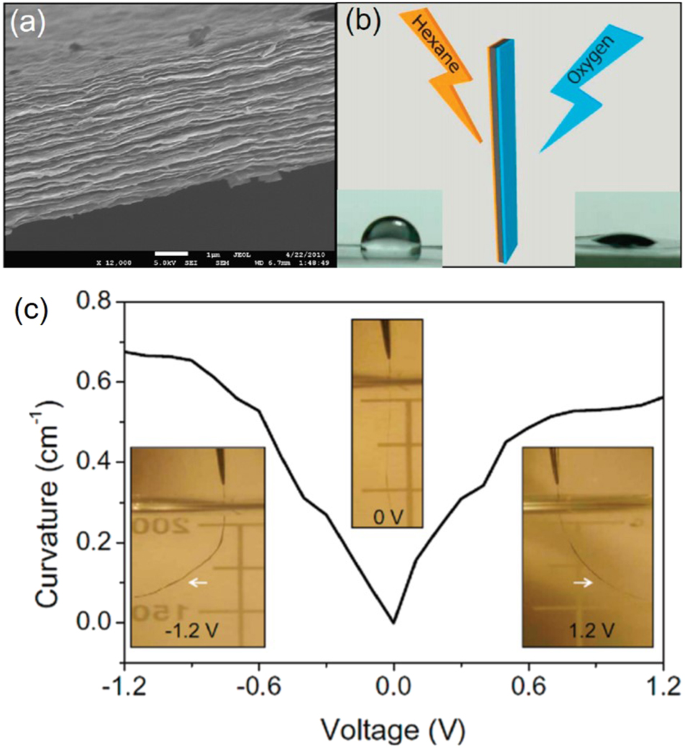 (a)
1µm JEOL 4/22/2010
X 12,000 5.0kV SEI SEM WD 6.7mm 1:48:49
(b)
Hexane
Oxygen
(c)
Curvature (cm⁻¹)
0.8
0.6
0.4
0.2
0.0
200
150
-1.2 V
0 V
1.2 V
-1.2 -0.6 0.0 0.6 1.2
Voltage (V)